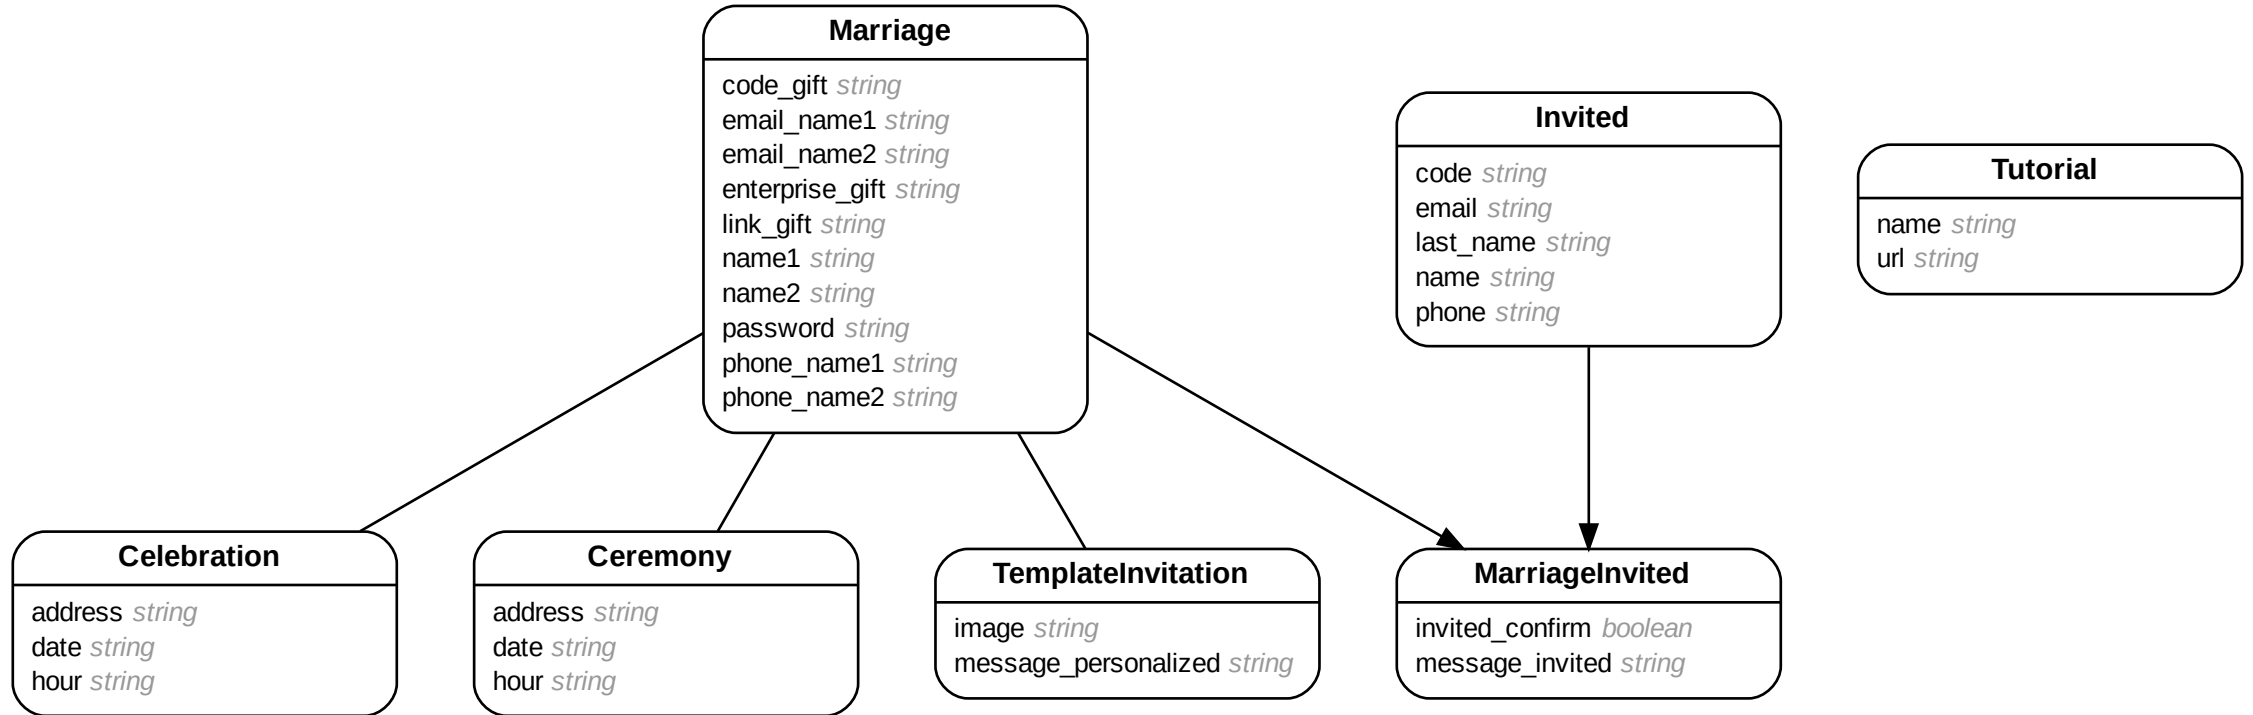 Marriage
code_gift string
email_name1 string
email_name2 string
enterprise_gift string
link_gift string
name1 string
name2 string
password string
phone_name1 string
phone_name2 string
Invited
code string
email string
last_name string
name string
phone string
Tutorial
name string
url string
Celebration
address string
date string
hour string
Ceremony
address string
date string
hour string
TemplateInvitation
image string
message_personalized string
MarriageInvited
invited_confirm boolean
message_invited string